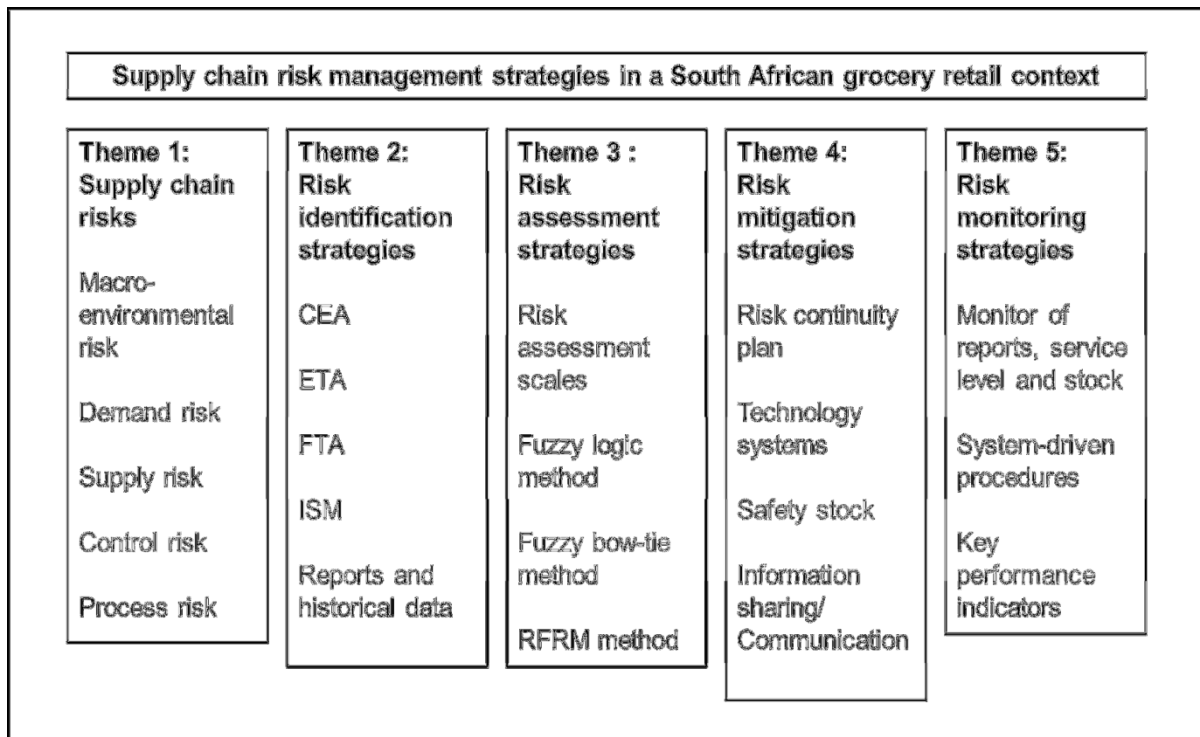 Supply chain risk management strategies in a South African grocery retail context
Theme 1:
Supply chain
risks
Macro-
environmental
risk
Demand risk
Supply risk
Control risk
Process risk
Theme 2:
Risk
identification
strategies
CEA
ETA
FTA
ISM
Reports and
historical data
Theme 3 :
Risk
assessment
strategies
Risk
assessment
scales
Fuzzy logic
method
Fuzzy bow-tie
method
RFRM method
Theme 4:
Risk
mitigation
strategies
Risk continuity
plan
Technology
systems
Safety stock
Information
sharing/
Communication
Theme 5:
Risk
monitoring
strategies
Monitor of
reports, service
level and stock
System-driven
procedures
Key
performance
indicators